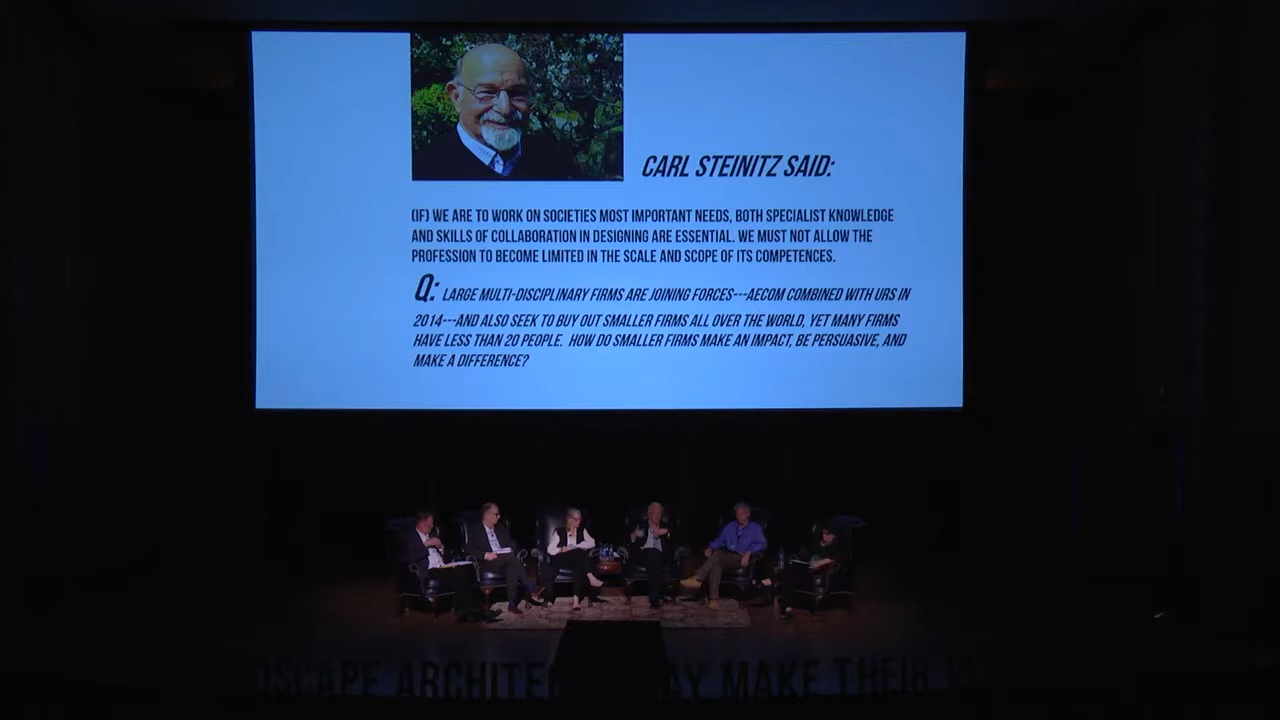 CARL STEINITZ SAID:
(IF) WE ARE TO WORK ON SOCIETIES MOST IMPORTANT NEEDS, BOTH SPECIALIST KNOWLEDGE
AND SKILLS OF COLLABORATION IN DESIGNING ARE ESSENTIAL. WE MUST NOT ALLOW THE
PROFESSION TO BECOME LIMITED IN THE SCALE AND SCOPE OF ITS COMPETENCES.
Q: LARGE MULTI-DISCIPLINARY FIRMS ARE JOINING FORCES---AECOM COMBINED WITH URS IN
2014---AND ALSO SEEK TO BUY OUT SMALLER FIRMS ALL OVER THE WORLD, YET MANY FIRMS
HAVE LESS THAN 20 PEOPLE. HOW DO SMALLER FIRMS MAKE AN IMPACT, BE PERSUASIVE, AND
MAKE A DIFFERENCE?
MAKE THEIR